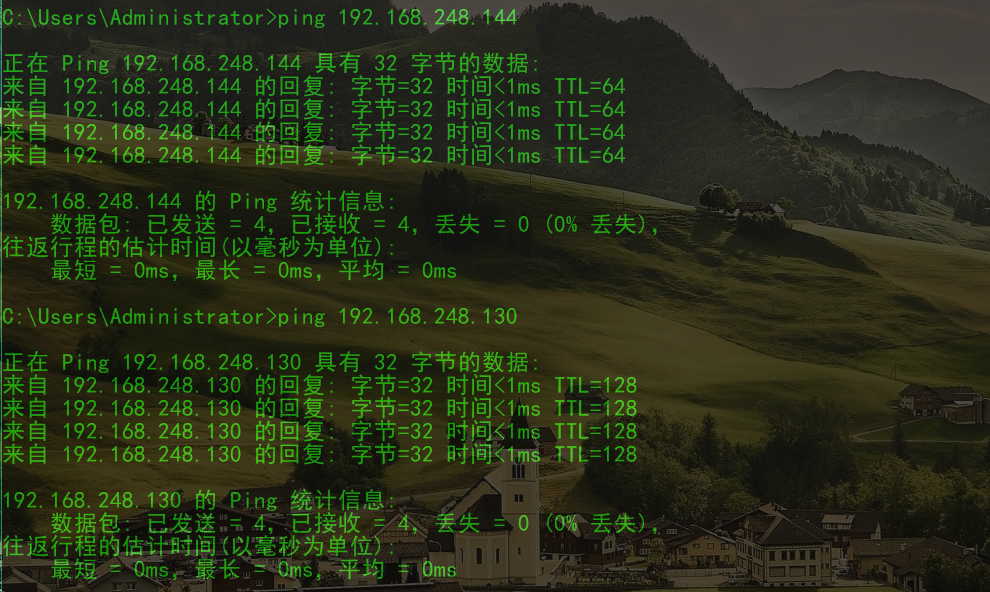 C:\Users\Administrator>ping 192.168.248.144
正在 Ping 192.168.248.144 具有 32 字节的数据:
来自 192.168.248.144 的回复: 字节=32 时间<1ms TTL=64
来自 192.168.248.144 的回复: 字节=32 时间<1ms TTL=64
来自 192.168.248.144 的回复: 字节=32 时间<1ms TTL=64
来自 192.168.248.144 的回复: 字节=32 时间<1ms TTL=64
192.168.248.144 的 Ping 统计信息:
数据包: 已发送 = 4，已接收 = 4，丢失 = 0 (0% 丢失)，
往返行程的估计时间(以毫秒为单位):
最短 = 0ms，最长 = 0ms，平均 = 0ms
C:\Users\Administrator>ping 192.168.248.130
正在 Ping 192.168.248.130 具有 32 字节的数据:
来自 192.168.248.130 的回复: 字节=32 时间<1ms TTL=128
来自 192.168.248.130 的回复: 字节=32 时间<1ms TTL=128
来自 192.168.248.130 的回复: 字节=32 时间<1ms TTL=128
来自 192.168.248.130 的回复: 字节=32 时间<1ms TTL=128
192.168.248.130 的 Ping 统计信息:
数据包: 已发送 = 4，已接收 = 4，丢失 = 0 (0% 丢失)，
往返行程的估计时间(以毫秒为单位):
最短 = 0ms，最长 = 0ms，平均 = 0ms